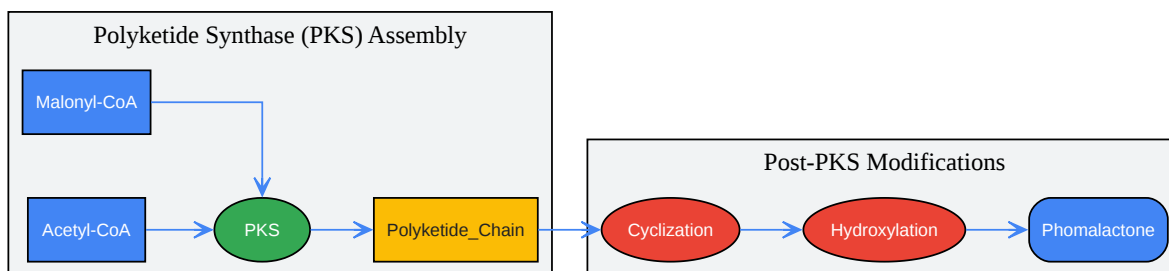 Polyketide Synthase (PKS) Assembly
Malonyl-CoA
Acetyl-CoA
PKS
Polyketide_Chain
Post-PKS Modifications
Cyclization
Hydroxylation
Phomalactone